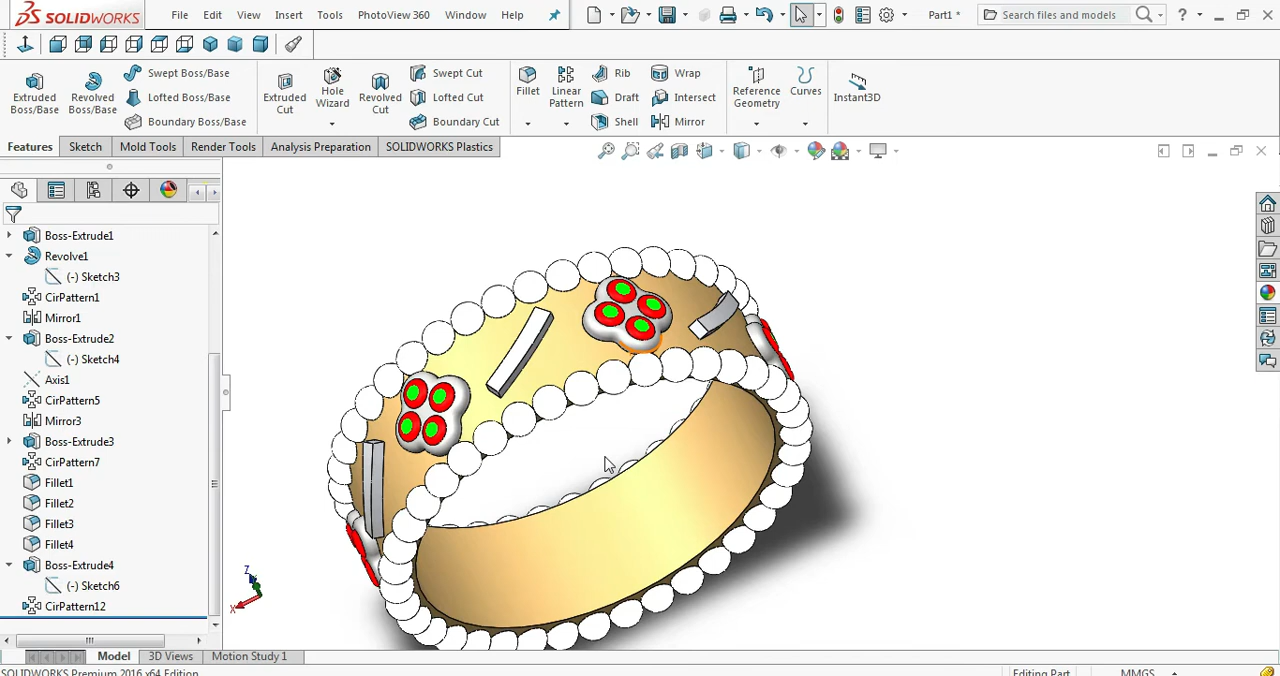 SOLIDWORKS File Edit View Insert Tools PhotoView 360 Window Help Part1 * Search files and models ?
Extruded Boss/Base
Revolved Boss/Base
Swept Boss/Base
Lofted Boss/Base
Boundary Boss/Base
Extruded Cut
Hole Wizard
Revolved Cut
Swept Cut
Lofted Cut
Boundary Cut
Fillet
Linear Pattern
Rib
Draft
Shell
Wrap
Intersect
Mirror
Reference Geometry
Curves
Instant3D
Features Sketch Mold Tools Render Tools Analysis Preparation SOLIDWORKS Plastics
Boss-Extrude1
Revolve1
(-) Sketch3
CirPattern1
Mirror1
Boss-Extrude2
(-) Sketch4
Axis1
CirPattern5
Mirror3
Boss-Extrude3
CirPattern7
Fillet1
Fillet2
Fillet3
Fillet4
Boss-Extrude4
(-) Sketch6
CirPattern12
Z
X
Model 3D Views Motion Study 1
SOLIDWORKS Premium 2016 x64 Edition Editing Part MMGS